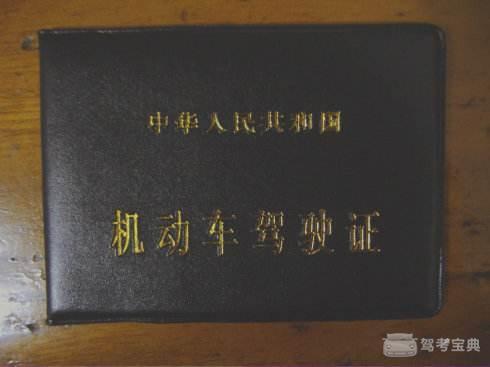 中华人民共和国
机动车驾驶证
驾考宝典